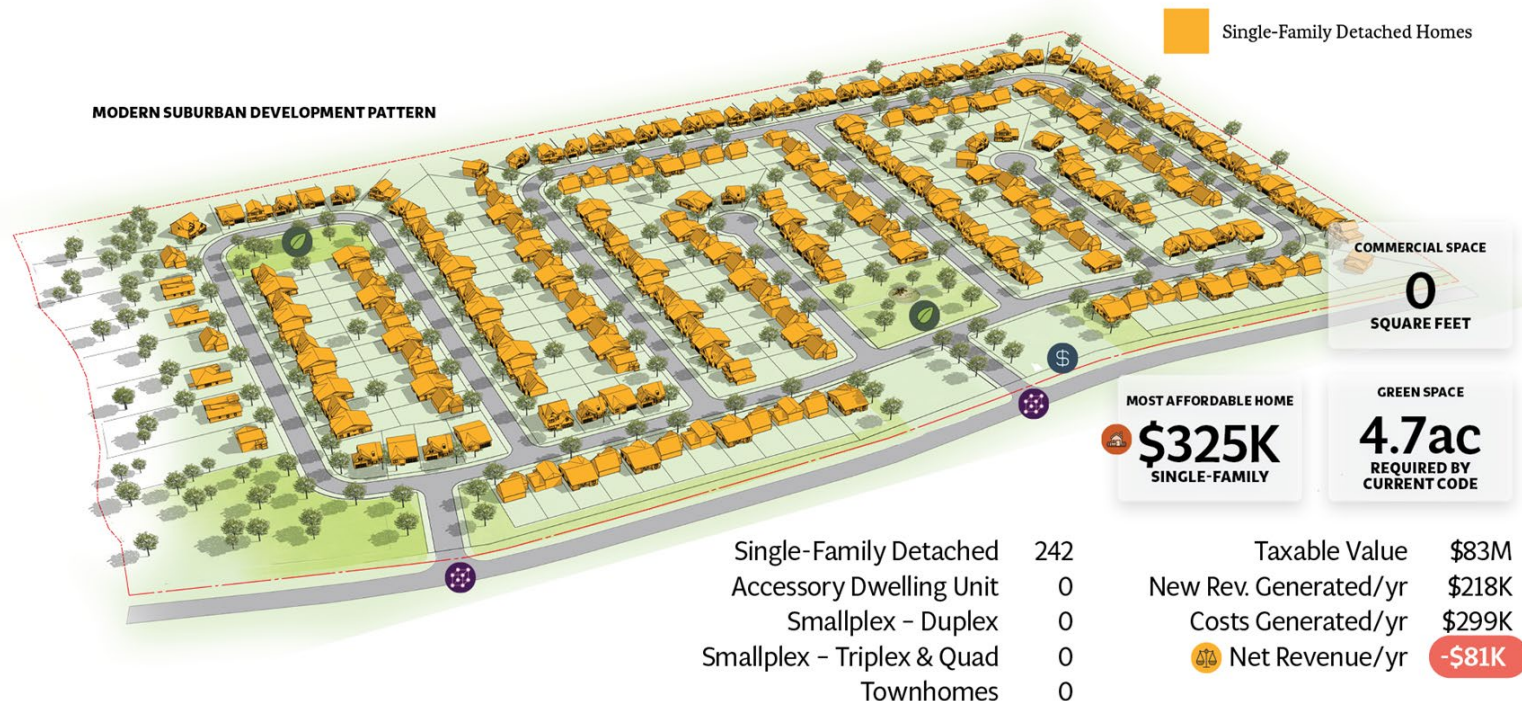 Single-Family Detached Homes
MODERN SUBURBAN DEVELOPMENT PATTERN
COMMERCIAL SPACE
0
SQUARE FEET
MOST AFFORDABLE HOME
$325K
SINGLE-FAMILY
GREEN SPACE
4.7ac
REQUIRED BY
CURRENT CODE
$
Single-Family Detached 242
Accessory Dwelling Unit 0
Smallplex – Duplex 0
Smallplex – Triplex & Quad 0
Townhomes 0
Taxable Value $83M
New Rev. Generated/yr $218K
Costs Generated/yr $299K
Net Revenue/yr -$81K